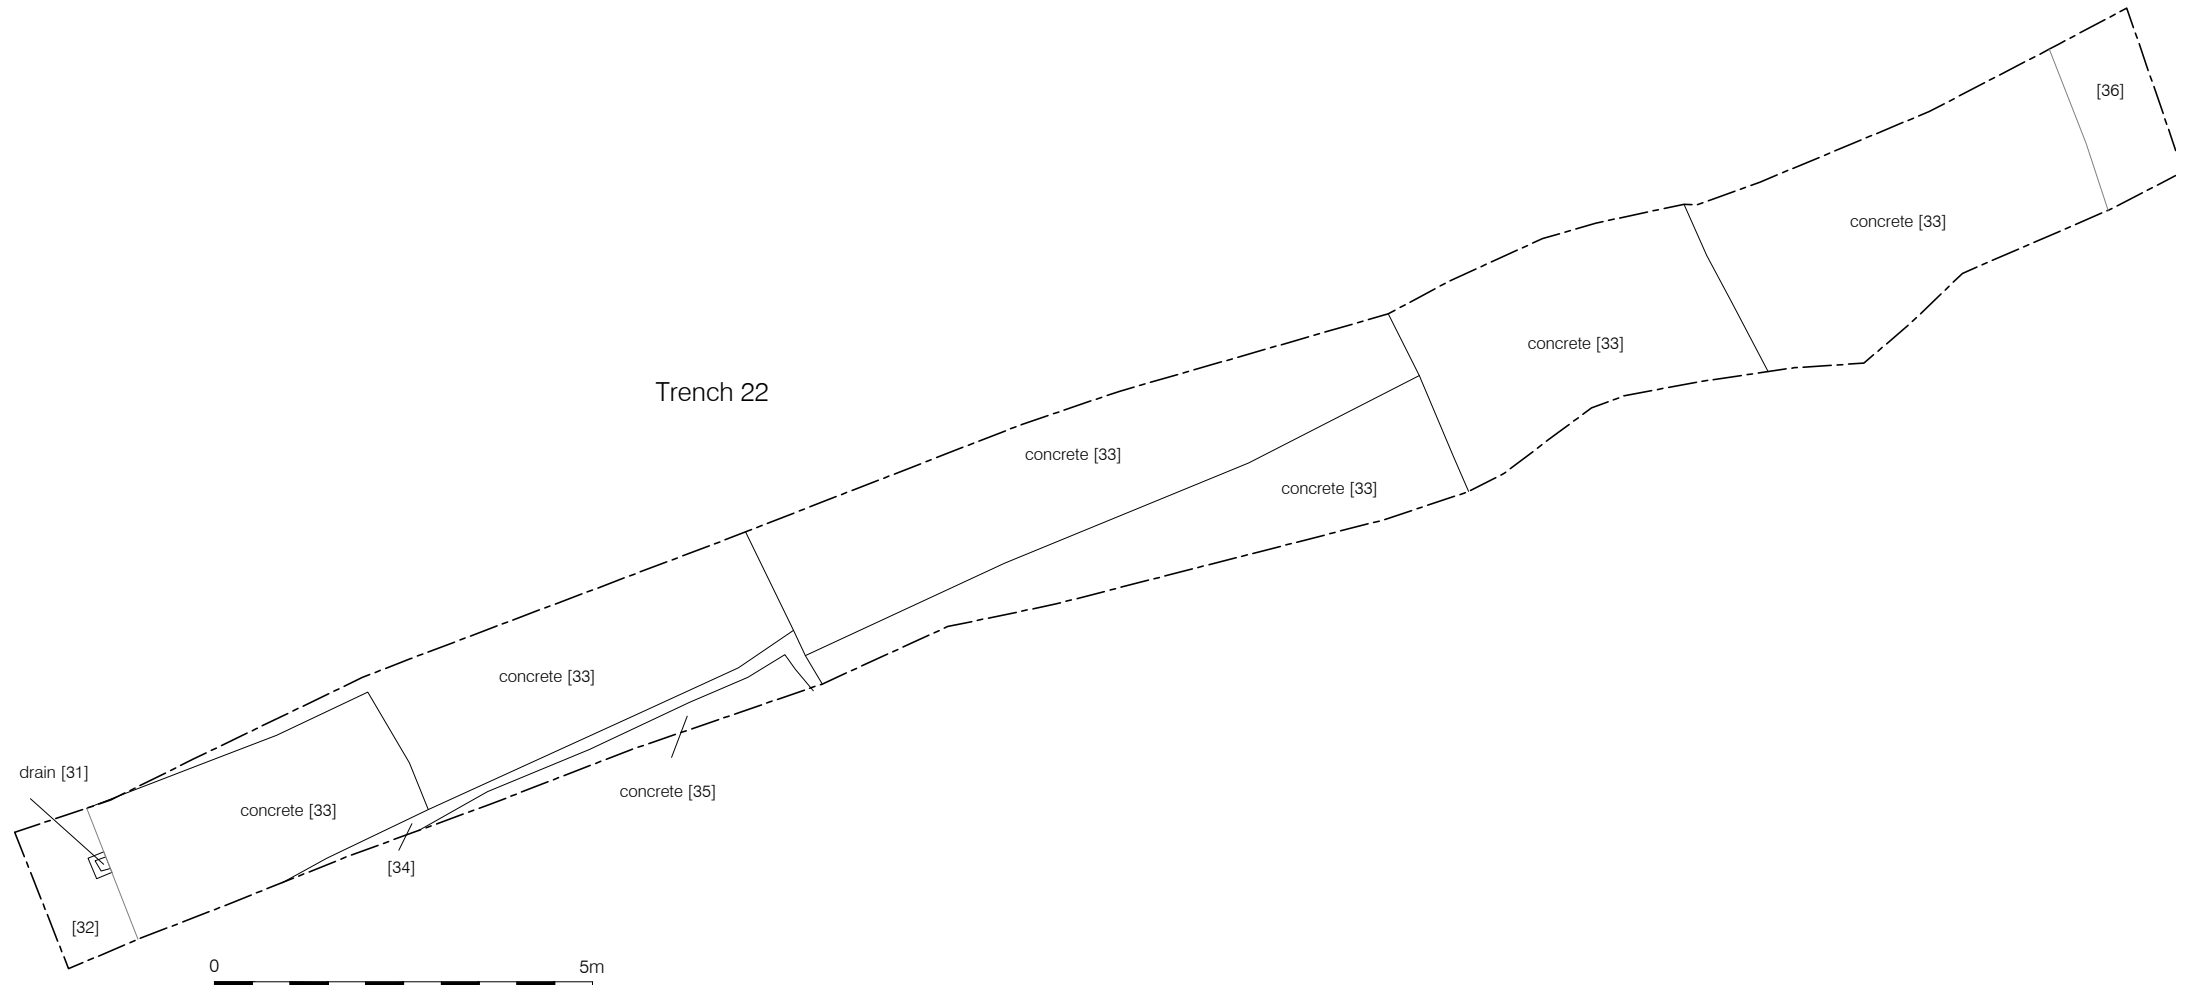 [36]
concrete [33]
concrete [33]
Trench 22
concrete [33]
concrete [33]
concrete [33]
drain [31]
concrete [35]
concrete [33]
[34]
[32]
0 5m